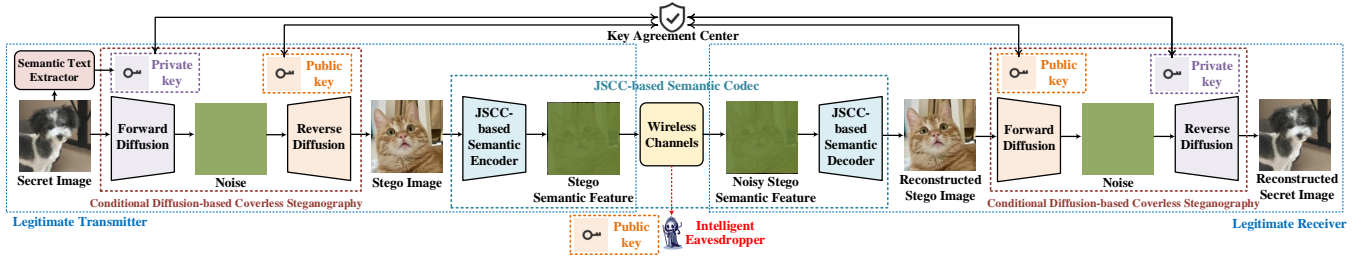 Key Agreement Center
Semantic Text
Extractor
Private
key
Public
key
Public
key
Private
key
JSCC-based Semantic Codec
Forward
Diffusion
Reverse
Diffusion
JSCC-
based
Semantic
Encoder
Wireless
Channels
JSCC-
based
Semantic
Decoder
Forward
Diffusion
Reverse
Diffusion
Secret Image
Noise
Stego Image
Stego
Semantic Feature
Noisy Stego
Semantic Feature
Reconstructed
Stego Image
Noise
Reconstructed
Secret Image
Conditional Diffusion-based Coverless Steganography
Conditional Diffusion-based Coverless Steganography
Legitimate Transmitter
Legitimate Receiver
Public
key
Intelligent
Eavesdropper